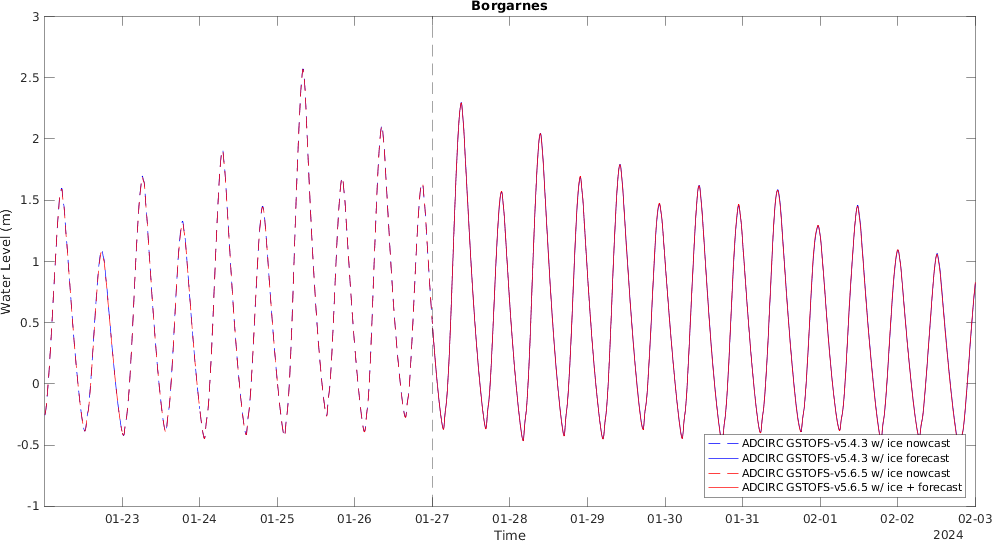 Borgarnes
3
2.5
2
1.5
1
0.5
0
-0.5
-1
Water Level (m)
ADCIRC GSTOFS-v5.4.3 w/ ice nowcast
ADCIRC GSTOFS-v5.4.3 w/ ice forecast
ADCIRC GSTOFS-v5.6.5 w/ ice nowcast
ADCIRC GSTOFS-v5.6.5 w/ ice + forecast
01-23 01-24 01-25 01-26 01-27 01-28 01-29 01-30 01-31 02-01 02-02 02-03
Time
2024